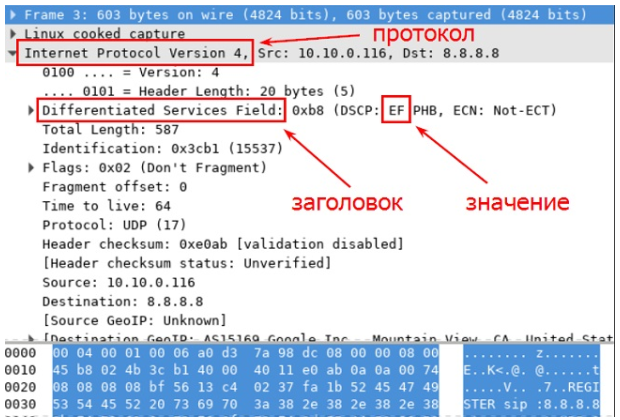 Frame 3: 603 bytes on wire (4824 bits), 603 bytes captured (4824 bits)
Linux cooked capture
протокол
Internet Protocol Version 4, Src: 10.10.0.116, Dst: 8.8.8.8
0100 .... = Version: 4
.... 0101 = Header Length: 20 bytes (5)
Differentiated Services Field: 0xb8 (DSCP: EF PHB, ECN: Not-ECT)
Total Length: 587
Identification: 0x3cb1 (15537)
Flags: 0x02 (Don't Fragment)
Fragment offset: 0
Time to live: 64
заголовок
значение
Protocol: UDP (17)
Header checksum: 0xe0ab [validation disabled]
[Header checksum status: Unverified]
Source: 10.10.0.116
Destination: 8.8.8.8
[Source GeoIP: Unknown]
[Destination GeoIP: AS15169 Google Inc., Mountain View, CA, United Stat
0000 00 04 00 01 00 06 a0 d3 7a 98 dc 08 00 00 08 00 ........ z.......
0010 45 b8 02 4b 3c b1 40 00 40 11 e0 ab 0a 0a 00 74 E..K<.@. @......t
0020 08 08 08 08 bf 56 13 c4 02 37 fa 1b 52 45 47 49 .....V.. .7..REGI
0030 53 54 45 52 20 73 69 70 3a 38 2e 38 2e 38 2e 38 STER sip :8.8.8.8